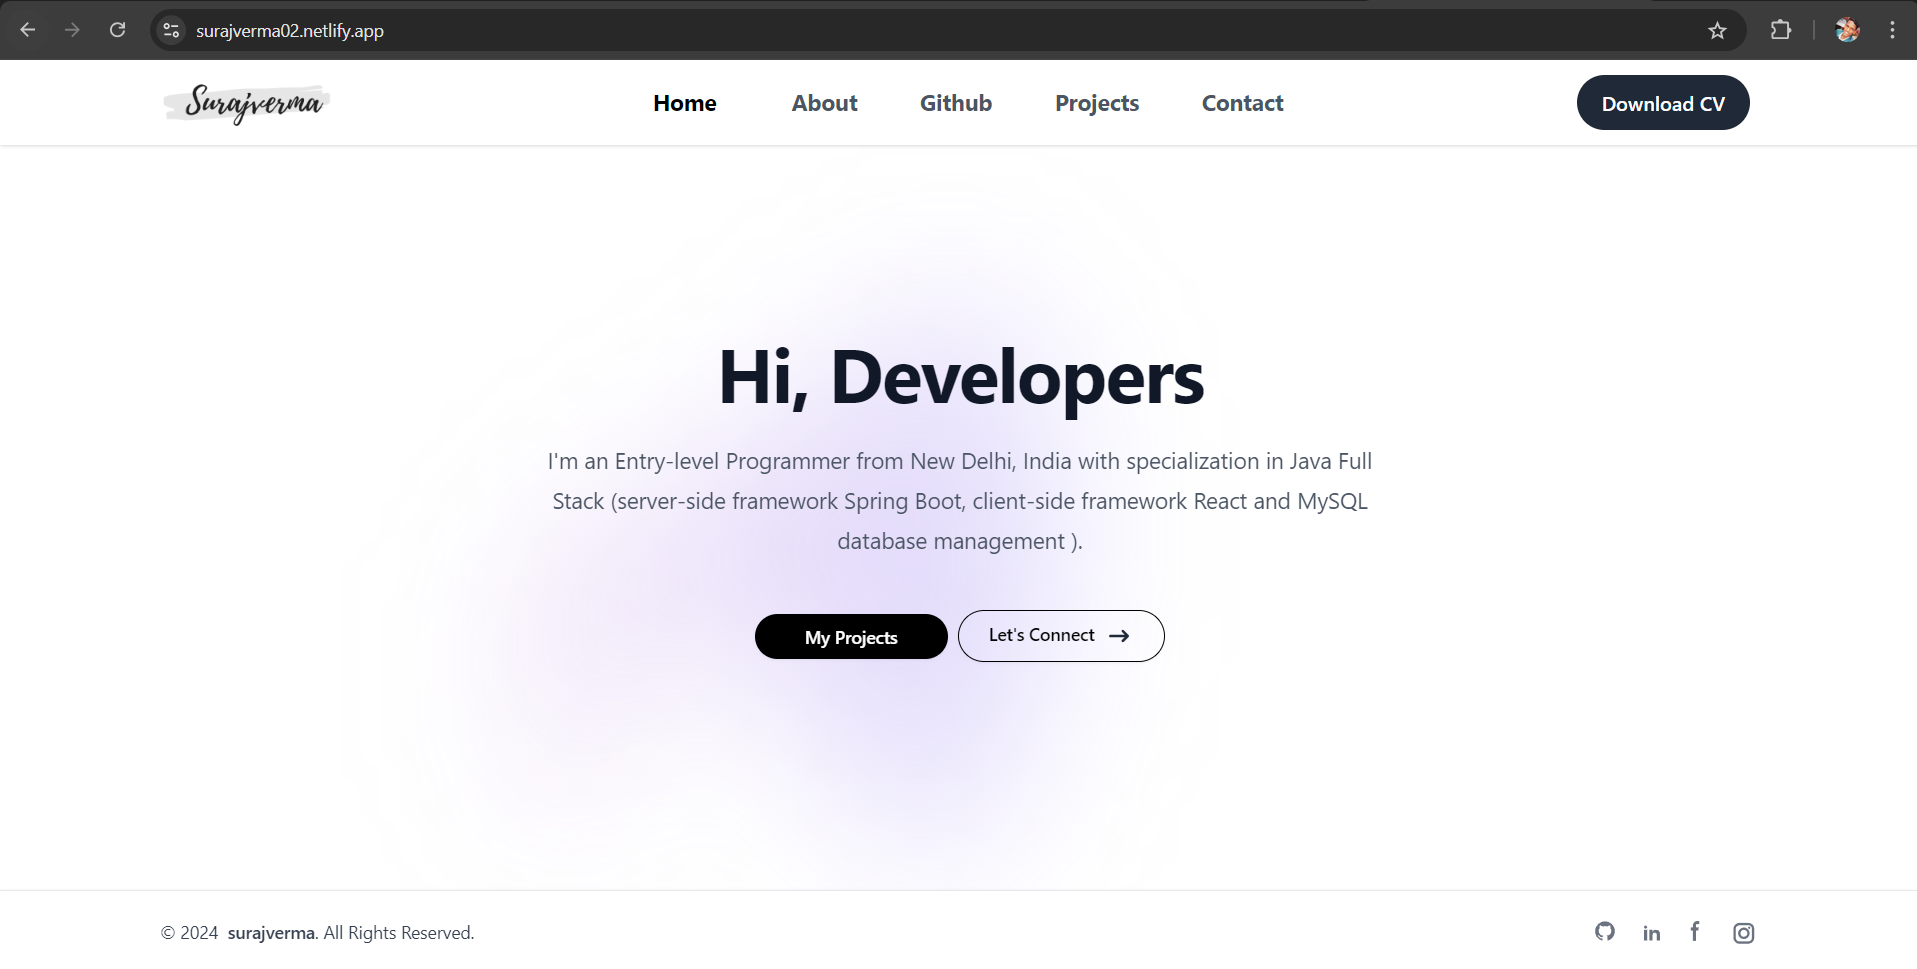 surajverma02.netlify.app
Surajverma
Home
About
Github
Projects
Contact
Download CV
Hi, Developers
I'm an Entry-level Programmer from New Delhi, India with specialization in Java Full
Stack (server-side framework Spring Boot, client-side framework React and MySQL
database management ).
My Projects
Let's Connect
© 2024 surajverma. All Rights Reserved.